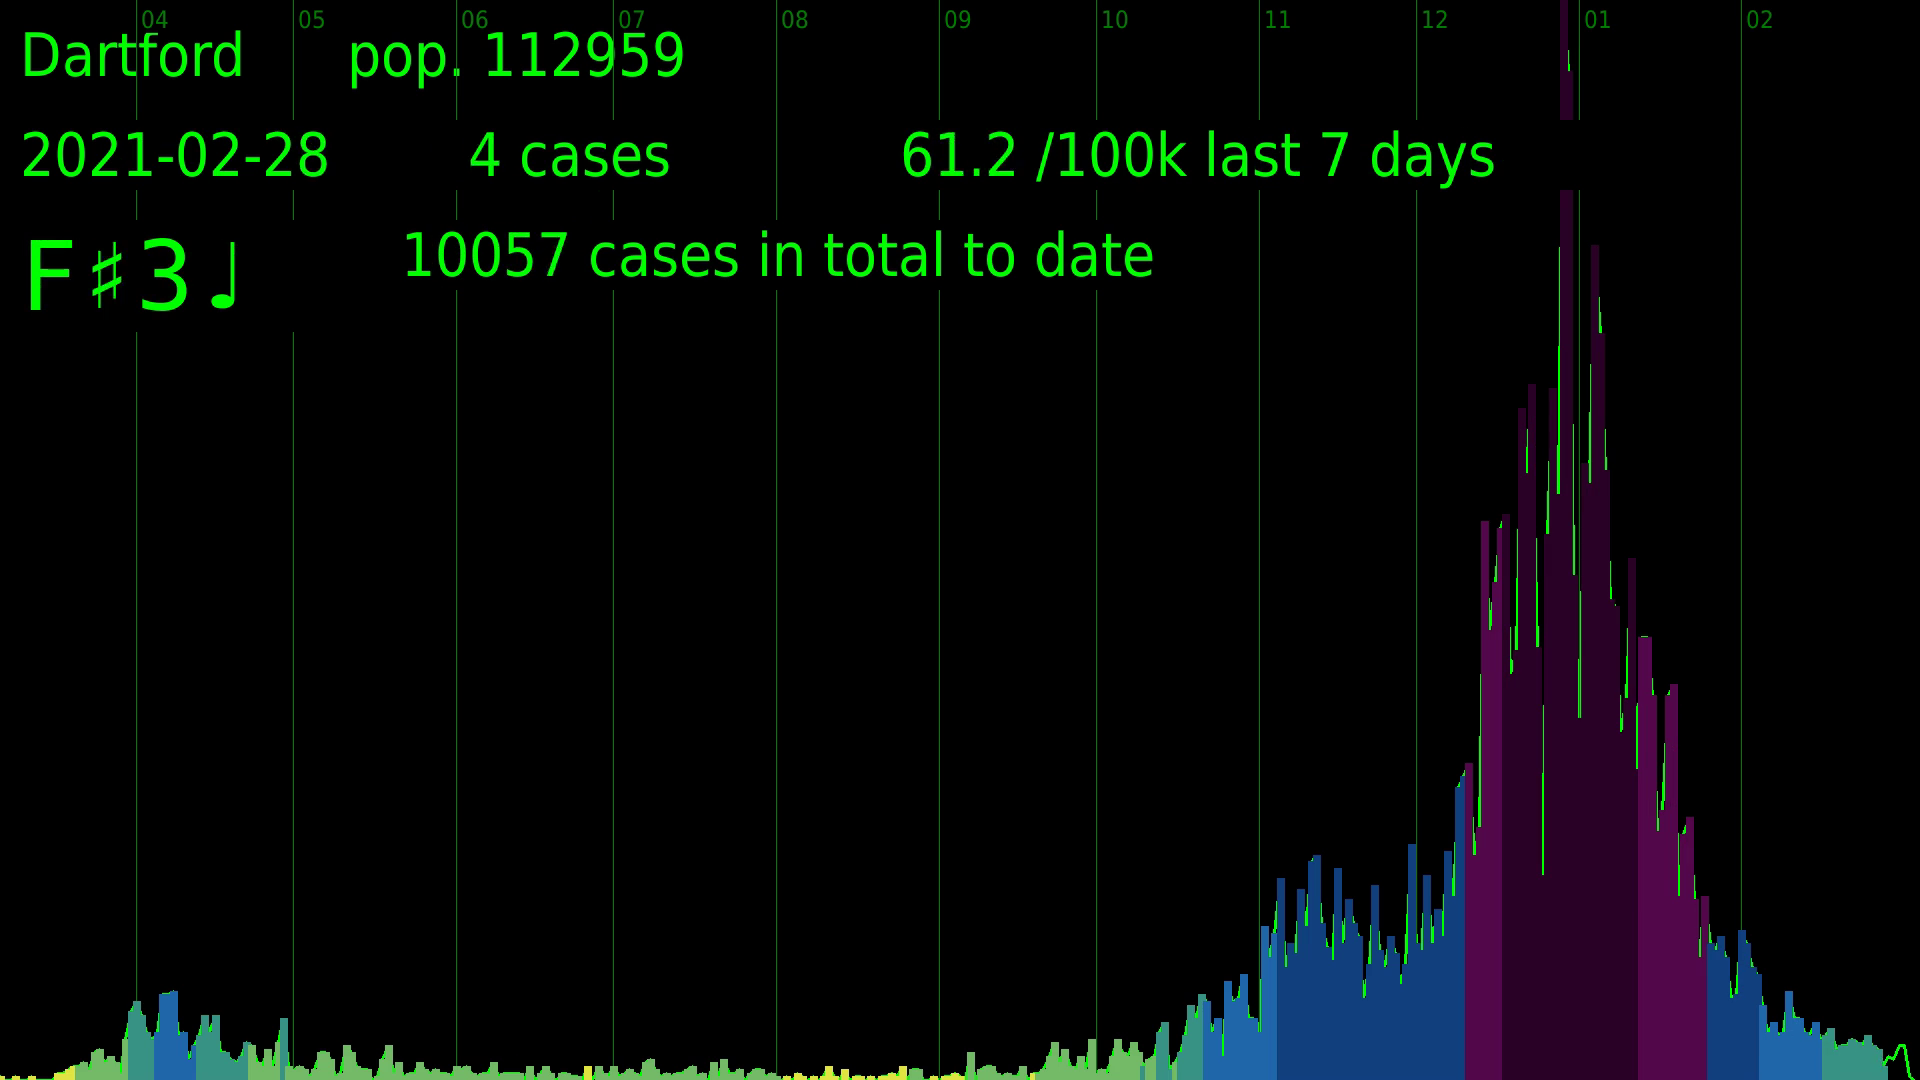 04 05 06 07 08 09 10 11 12 01 02
Dartford pop. 112959
2021-02-28 4 cases 61.2 /100k last 7 days
F♯3♩ 10057 cases in total to date